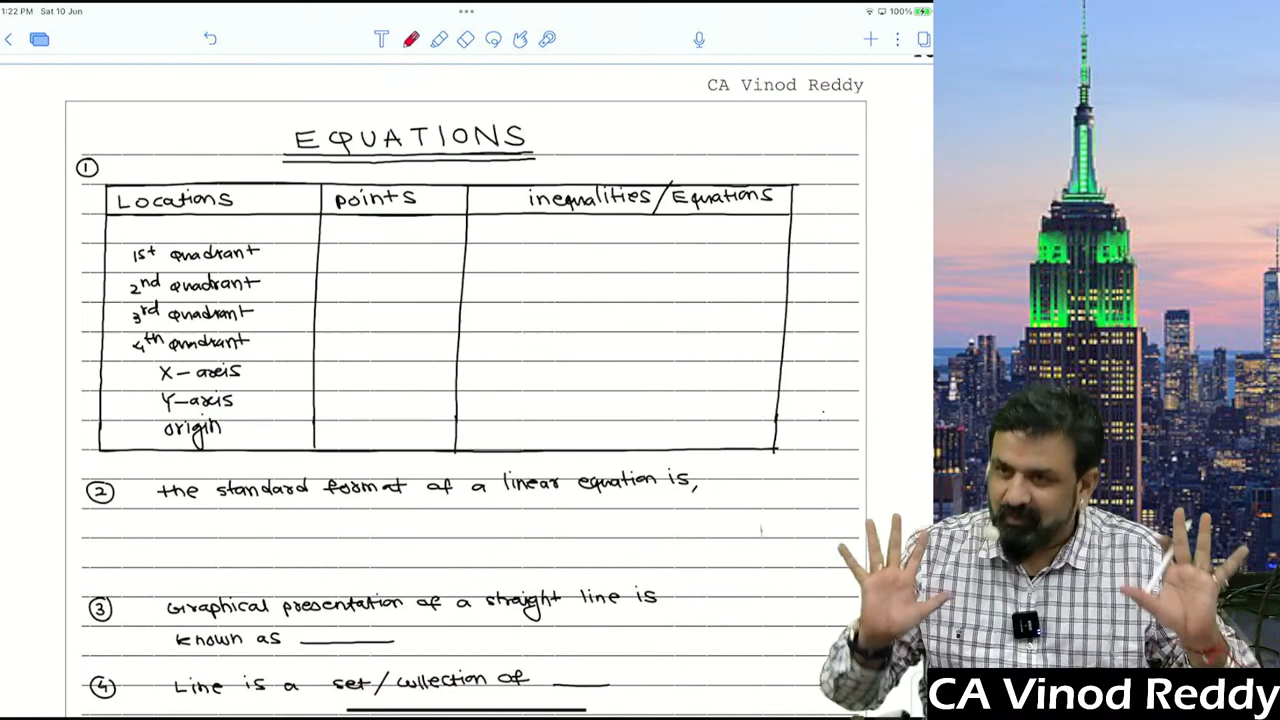 1:22 PM Sat 10 Jun
100%
CA Vinod Reddy
EQUATIONS
①
Locations points inequalities/Equations
1st quadrant
2nd quadrant
3rd quadrant
4th quadrant
X-axis
Y-axis
origin
② the standard format of a linear equation is,
③ Graphical presentation of a straight line is
known as ______
④ Line is a set/collection of ____
CA Vinod Reddy